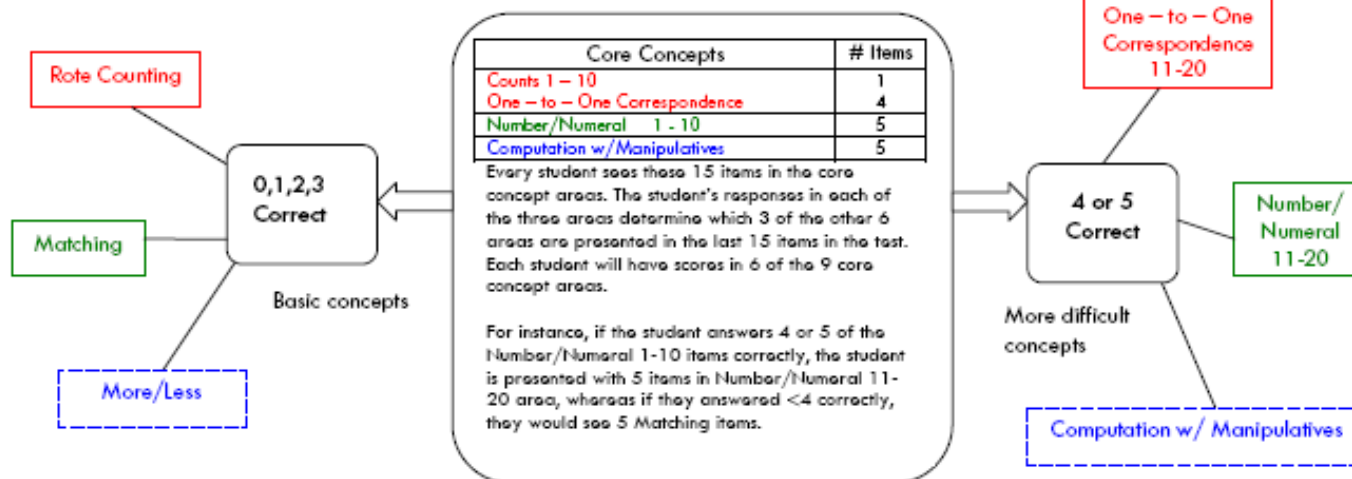 Rote Counting
0,1,2,3
Correct
Matching
Basic concepts
More/Less
Core Concepts # Items
Counts 1 – 10 1
One – to – One Correspondence 4
Number/Numeral 1 - 10 5
Computation w/Manipulatives 5
Every student sees these 15 items in the core
concept areas. The student's responses in each of
the three areas determine which 3 of the other 6
areas are presented in the last 15 items in the test.
Each student will have scores in 6 of the 9 core
concept areas.
For instance, if the student answers 4 or 5 of the
Number/Numeral 1-10 items correctly, the student
is presented with 5 items in Number/Numeral 11-
20 area, whereas if they answered <4 correctly,
they would see 5 Matching items.
One – to – One
Correspondence
11-20
4 or 5
Correct
Number/
Numeral
11-20
More difficult
concepts
Computation w/ Manipulatives